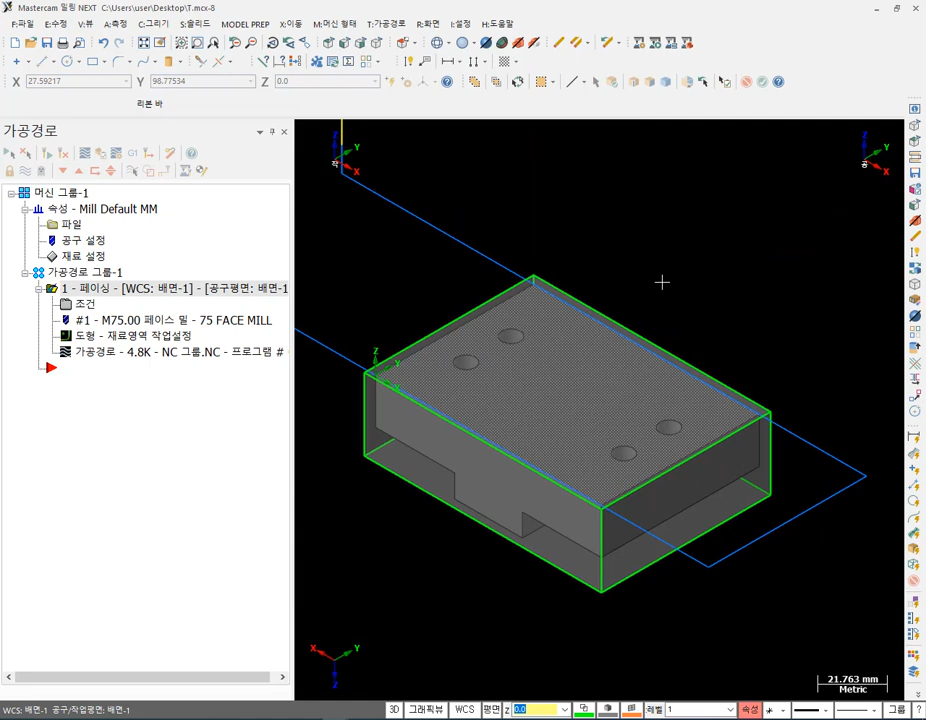 Mastercam 밀링 NEXT C:\Users\user\Desktop\T.mcx-8
F:파일 E:수정 V:뷰 A:측정 C:그리기 S:솔리드 MODEL PREP X:이동 M:머신 형태 T:가공경로 R:화면 I:설정 H:도움말
X 27.59217 Y 98.77534 Z 0.0
리본 바
가공경로
G1
머신 그룹-1
속성 - Mill Default MM
파일
공구 설정
재료 설정
가공경로 그룹-1
1 - 페이싱 - [WCS: 배면-1] - [공구평면: 배면-1
조건
#1 - M75.00 페이스 밀 - 75 FACE MILL
도형 - 재료영역 작업설정
가공경로 - 4.8K - NC 그룹.NC - 프로그램 #
Z
Y
X
Z
Y
X
Z
Y
X
X
Y
Z
21.763 mm
Metric
WCS: 배면-1 공구/작업평면: 배면-1
3D 그래픽뷰 WCS 평면 Z 0.0 레벨 1 속성 그룹 ?